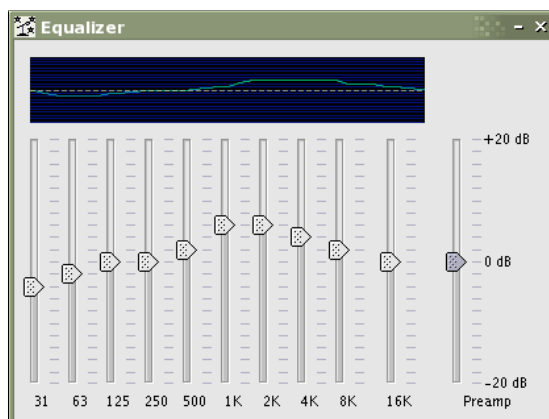 Equalizer
+20 dB
0 dB
-20 dB
31 63 125 250 500 1K 2K 4K 8K 16K Preamp